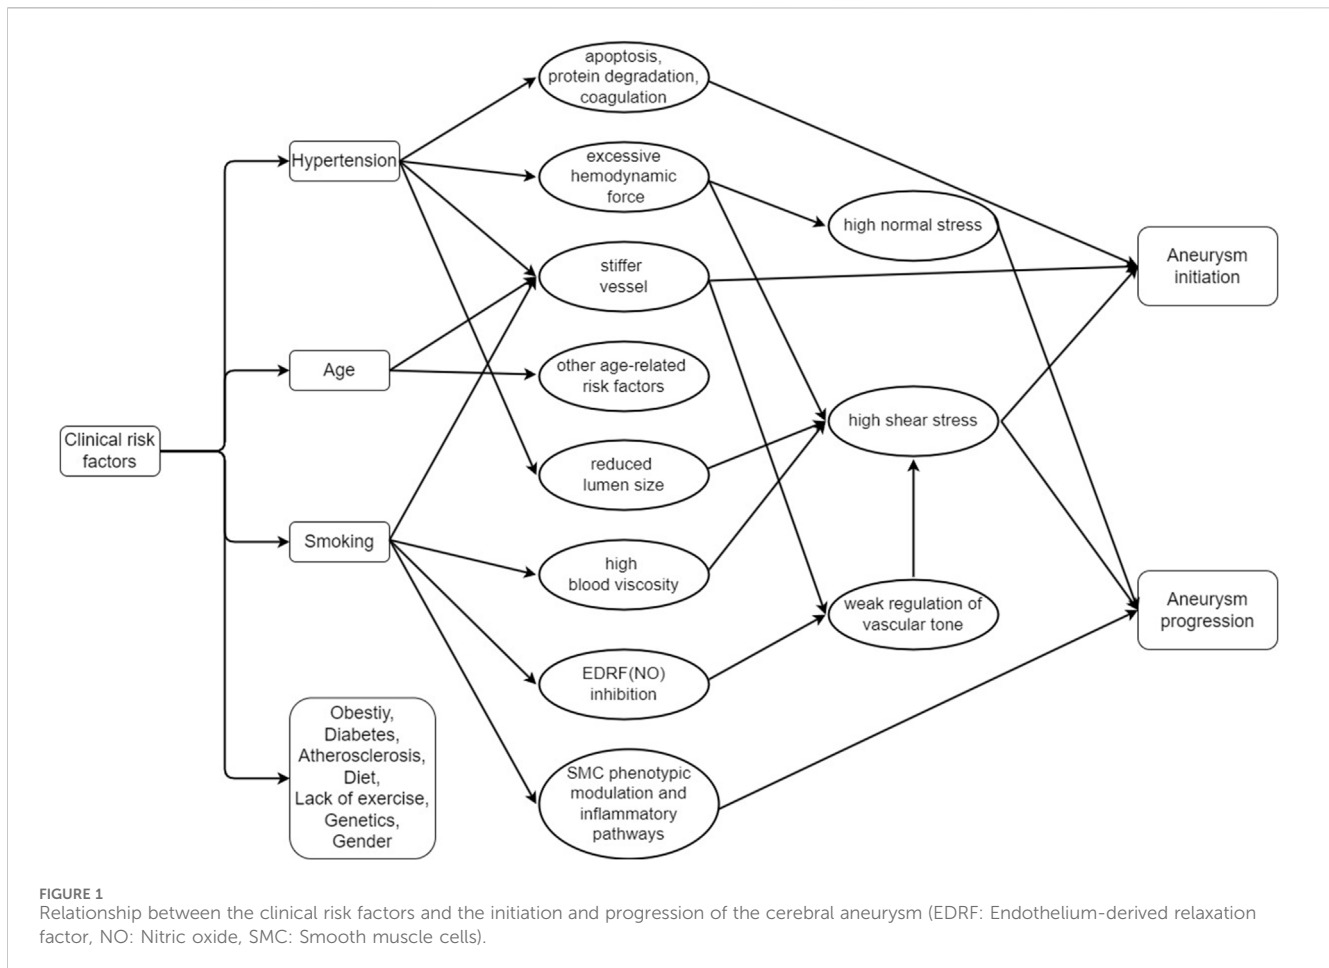 apoptosis,
protein degradation,
coagulation
Hypertension
excessive
hemodynamic
force
high normal stress
Aneurysm
initiation
stiffer
vessel
Age
other age-related
risk factors
high shear stress
Clinical risk
factors
reduced
lumen size
Smoking
high
blood viscosity
weak regulation of
vascular tone
Aneurysm
progression
EDRF(NO)
inhibition
Obestiy,
Diabetes,
Atherosclerosis,
Diet,
Lack of exercise,
Genetics,
Gender
SMC phenotypic
modulation and
inflammatory
pathways
FIGURE 1
Relationship between the clinical risk factors and the initiation and progression of the cerebral aneurysm (EDRF: Endothelium-derived relaxation
factor, NO: Nitric oxide, SMC: Smooth muscle cells).